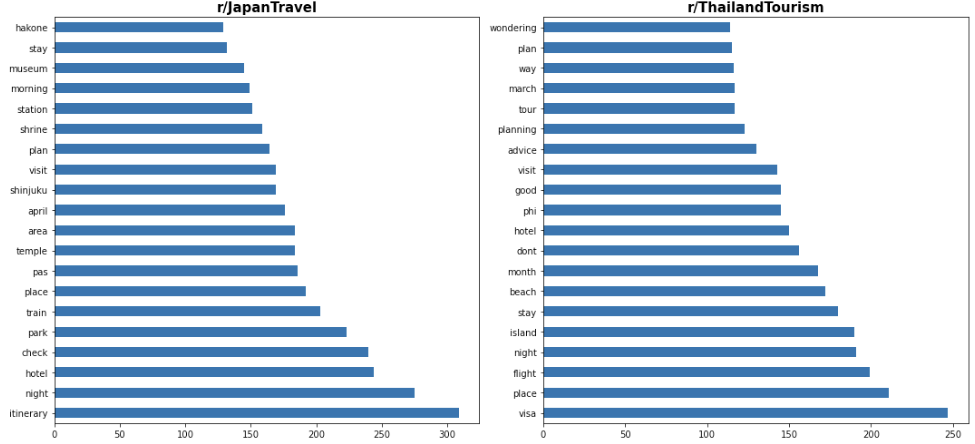 r/JapanTravel
hakone
stay
museum
morning
station
shrine
plan
visit
shinjuku
april
area
temple
pas
place
train
park
check
hotel
night
itinerary
0 50 100 150 200 250 300
r/ThailandTourism
wondering
plan
way
march
tour
planning
advice
visit
good
phi
hotel
dont
month
beach
stay
island
night
flight
place
visa
0 50 100 150 200 250